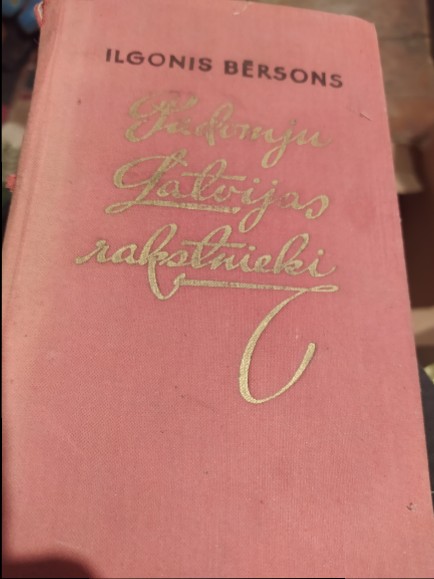 ILGONIS BĒRSONS
Padomju
Latvijas
rakstnieki